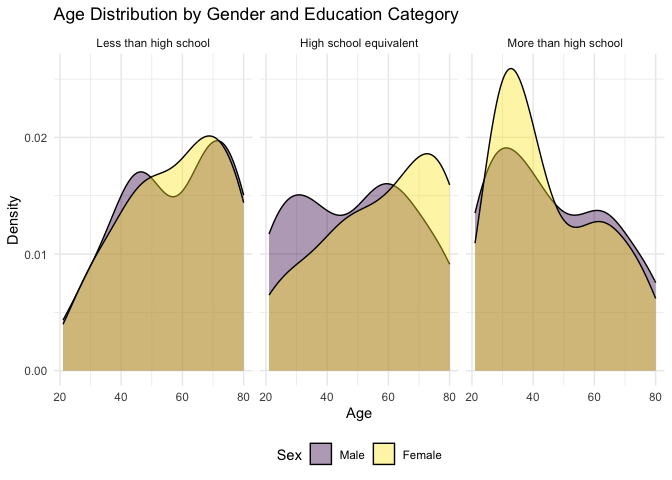 Age Distribution by Gender and Education Category
Less than high school High school equivalent More than high school
0.02
0.01
0.00
Density
20 40 60 80 20 40 60 80 20 40 60 80
Age
Sex Male Female